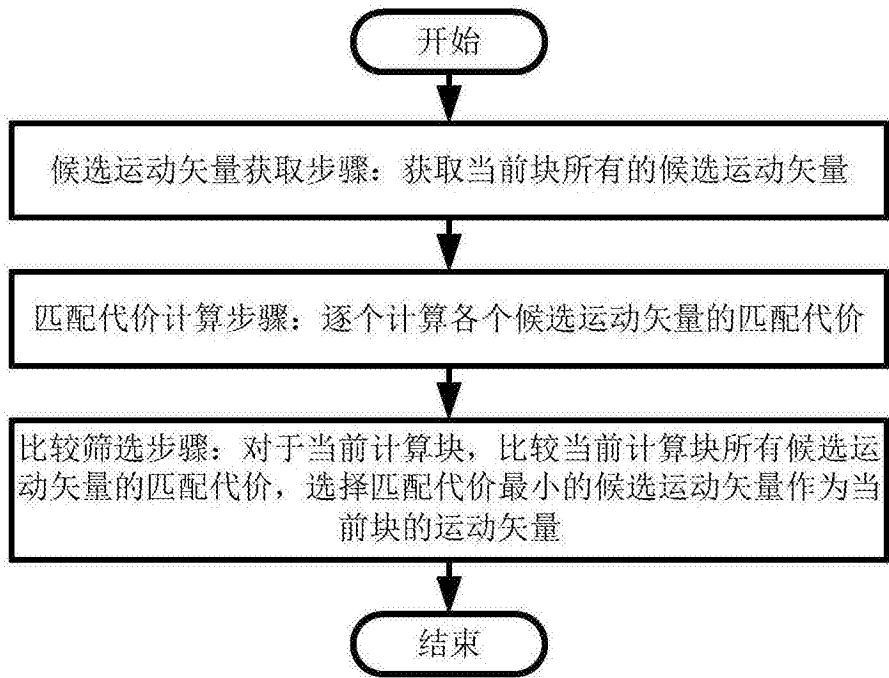 开始
候选运动矢量获取步骤：获取当前块所有的候选运动矢量
匹配代价计算步骤：逐个计算各个候选运动矢量的匹配代价
比较筛选步骤：对于当前计算块，比较当前计算块所有候选运
动矢量的匹配代价，选择匹配代价最小的候选运动矢量作为当
前块的运动矢量
结束